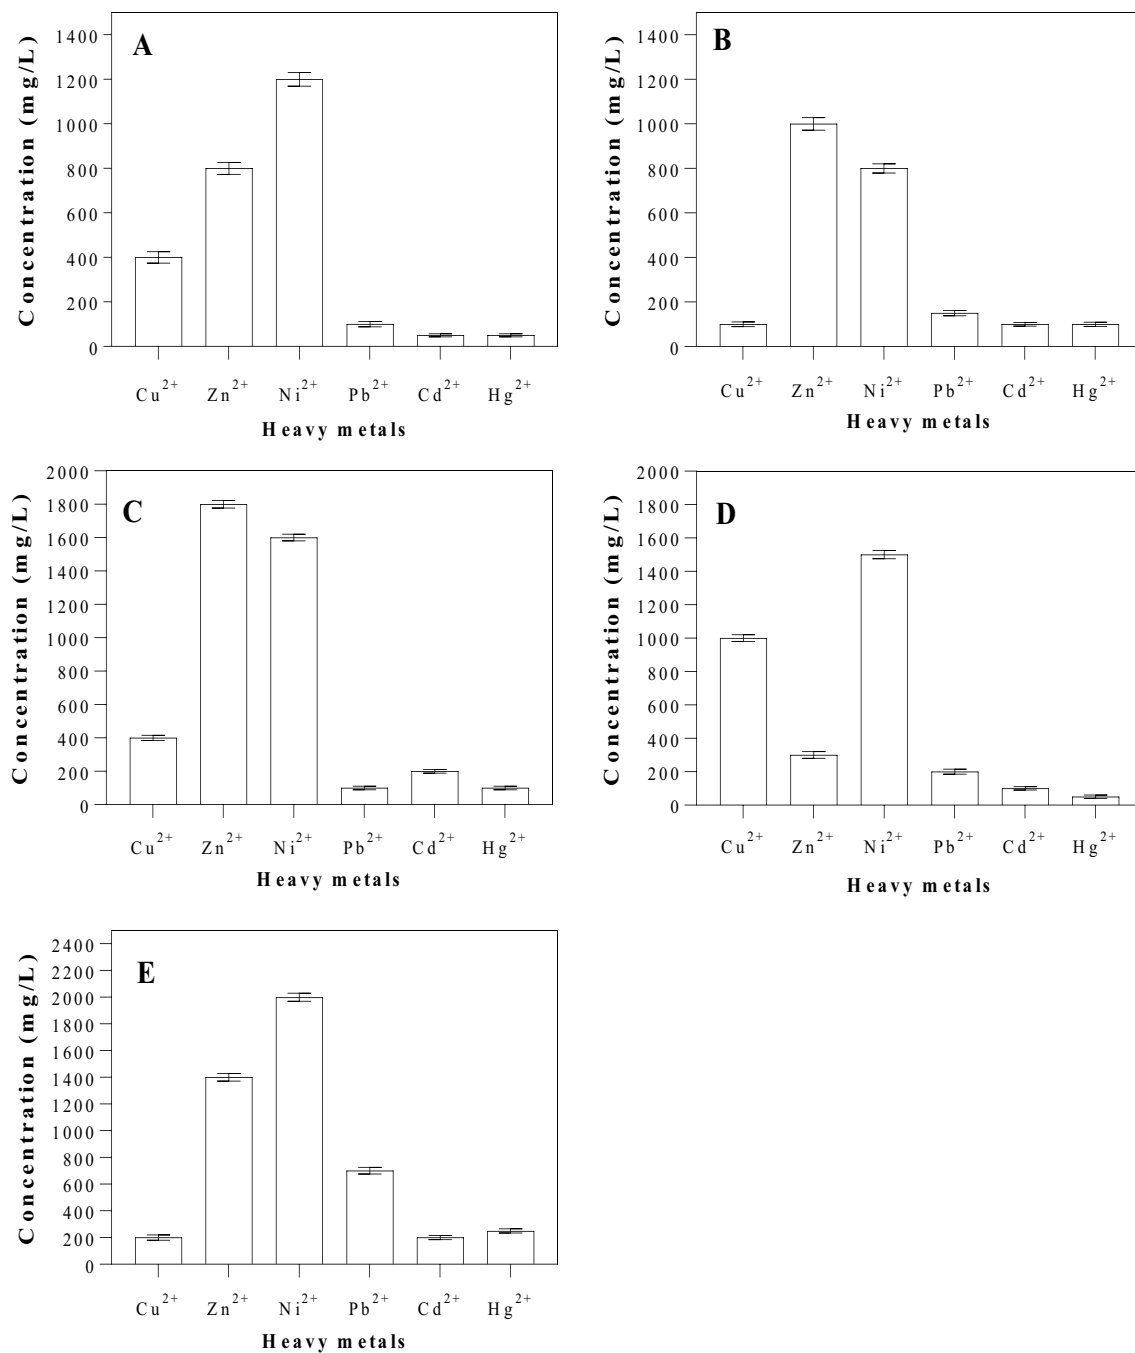 A
Concentration (mg/L)
1400
1200
1000
800
600
400
200
0
Cu2+ Zn2+ Ni2+ Pb2+ Cd2+ Hg2+
Heavy metals
B
Concentration (mg/L)
1400
1200
1000
800
600
400
200
0
Cu2+ Zn2+ Ni2+ Pb2+ Cd2+ Hg2+
Heavy metals
C
Concentration (mg/L)
2000
1800
1600
1400
1200
1000
800
600
400
200
0
Cu2+ Zn2+ Ni2+ Pb2+ Cd2+ Hg2+
Heavy metals
D
Concentration (mg/L)
2000
1800
1600
1400
1200
1000
800
600
400
200
0
Cu2+ Zn2+ Ni2+ Pb2+ Cd2+ Hg2+
Heavy metals
E
Concentration (mg/L)
2400
2200
2000
1800
1600
1400
1200
1000
800
600
400
200
0
Cu2+ Zn2+ Ni2+ Pb2+ Cd2+ Hg2+
Heavy metals